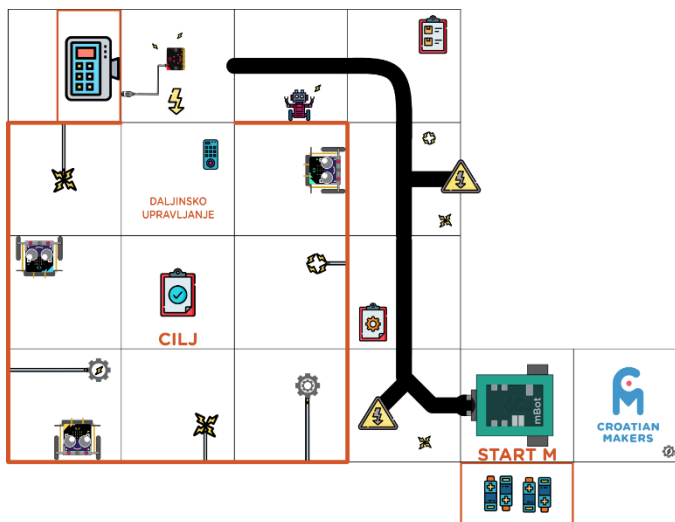 DALJINSKO
UPRAVLJANJE
CILJ
mBot
START M
CROATIAN
MAKERS